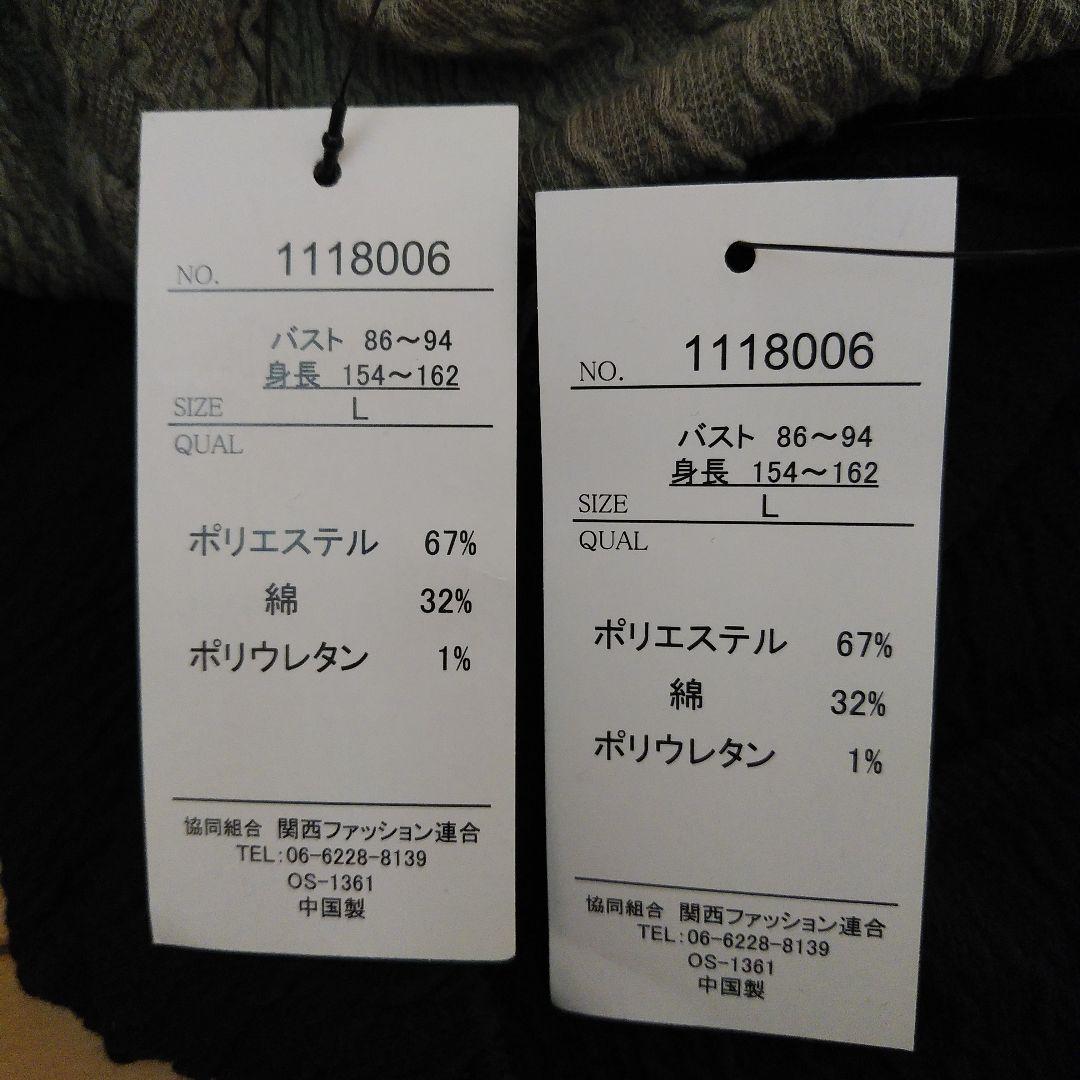 NO. 1118006
バスト 86～94
身長 154～162
SIZE L
QUAL
ポリエステル 67%
綿 32%
ポリウレタン 1%
協同組合 関西ファッション連合
TEL:06-6228-8139
OS-1361
中国製
NO. 1118006
バスト 86～94
身長 154～162
SIZE L
QUAL
ポリエステル 67%
綿 32%
ポリウレタン 1%
協同組合 関西ファッション連合
TEL:06-6228-8139
OS-1361
中国製